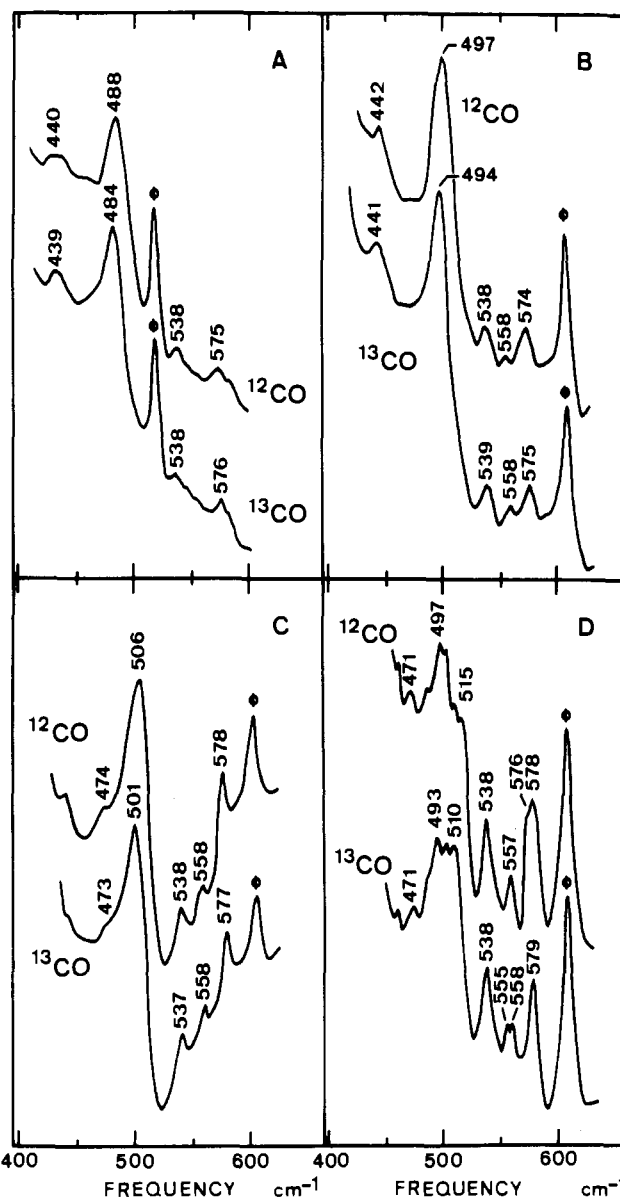 A
440
488
ϕ
439
484
ϕ
538
575
¹²CO
538
576
¹³CO
B
497
442
¹²CO
494
441
ϕ
538
558
574
¹³CO
ϕ
539
558
575
C
506
¹²CO
ϕ
474
501
578
538
558
ϕ
473
577
¹³CO
537
558
D
¹²CO
497
471
515
ϕ
576
578
538
493
510
557
¹³CO
ϕ
471
538
555
558
579
400 500 600 400 500 600
FREQUENCY cm⁻¹ FREQUENCY cm⁻¹